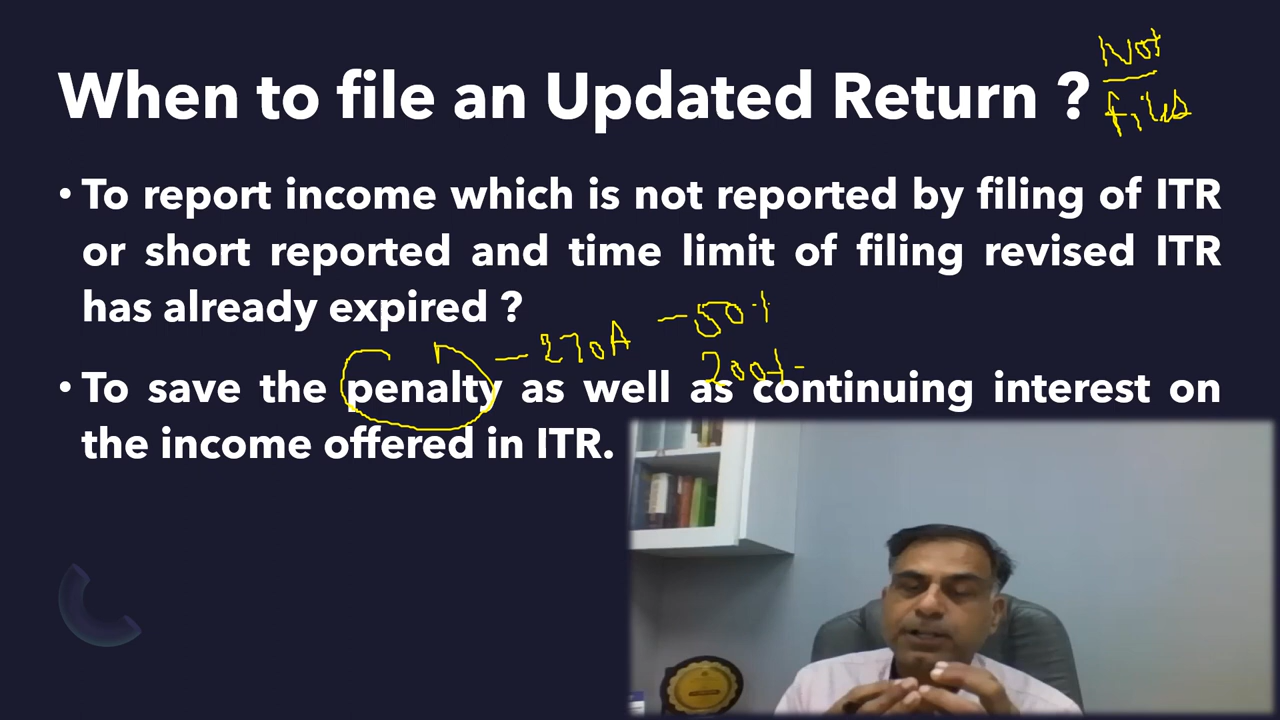 When to file an Updated Return ?
Not
filed
• To report income which is not reported by filing of ITR
or short reported and time limit of filing revised ITR
has already expired ?
– 270A – 50%
200%
• To save the penalty as well as continuing interest on
the income offered in ITR.